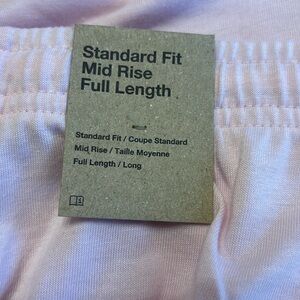 Standard Fit
Mid Rise
Full Length
Standard Fit / Coupe Standard
Mid Rise / Taille Moyenne
Full Length / Long